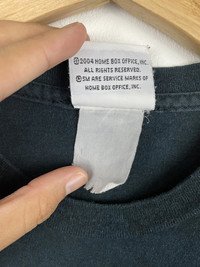 ©2004 HOME BOX OFFICE, INC.
ALL RIGHTS RESERVED.
©SM ARE SERVICE MARKS OF
HOME BOX OFFICE, INC.